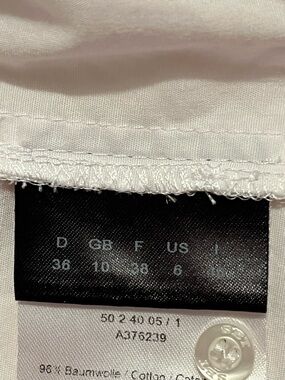 D GB F US I
36 10 38 6
50 2 40 05 / 1
A376239
96 % Baumwolle / Cotton /